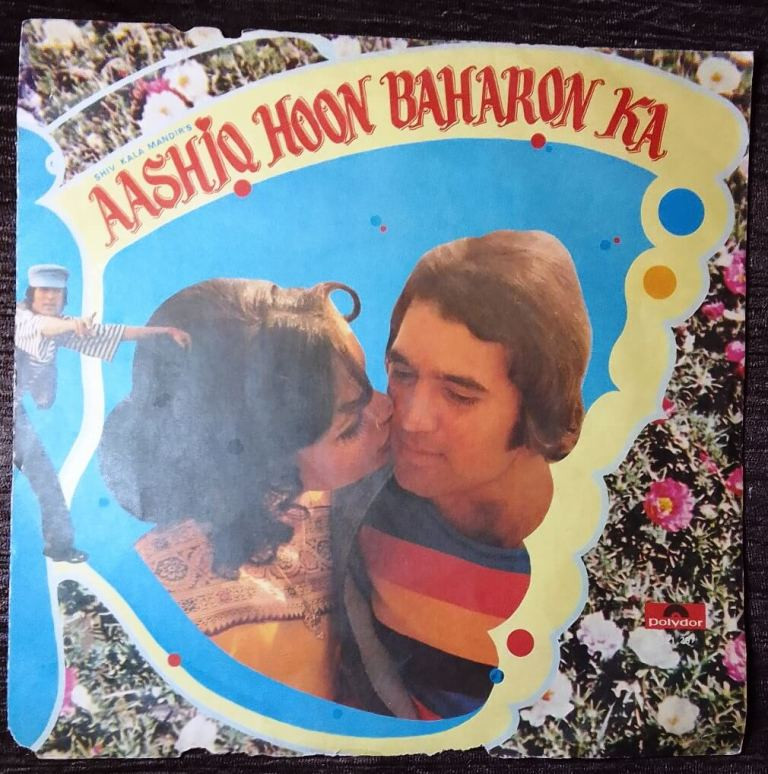 SHIV KALA MANDIR'S
AASHIQ HOON BAHARON KA
Polydor